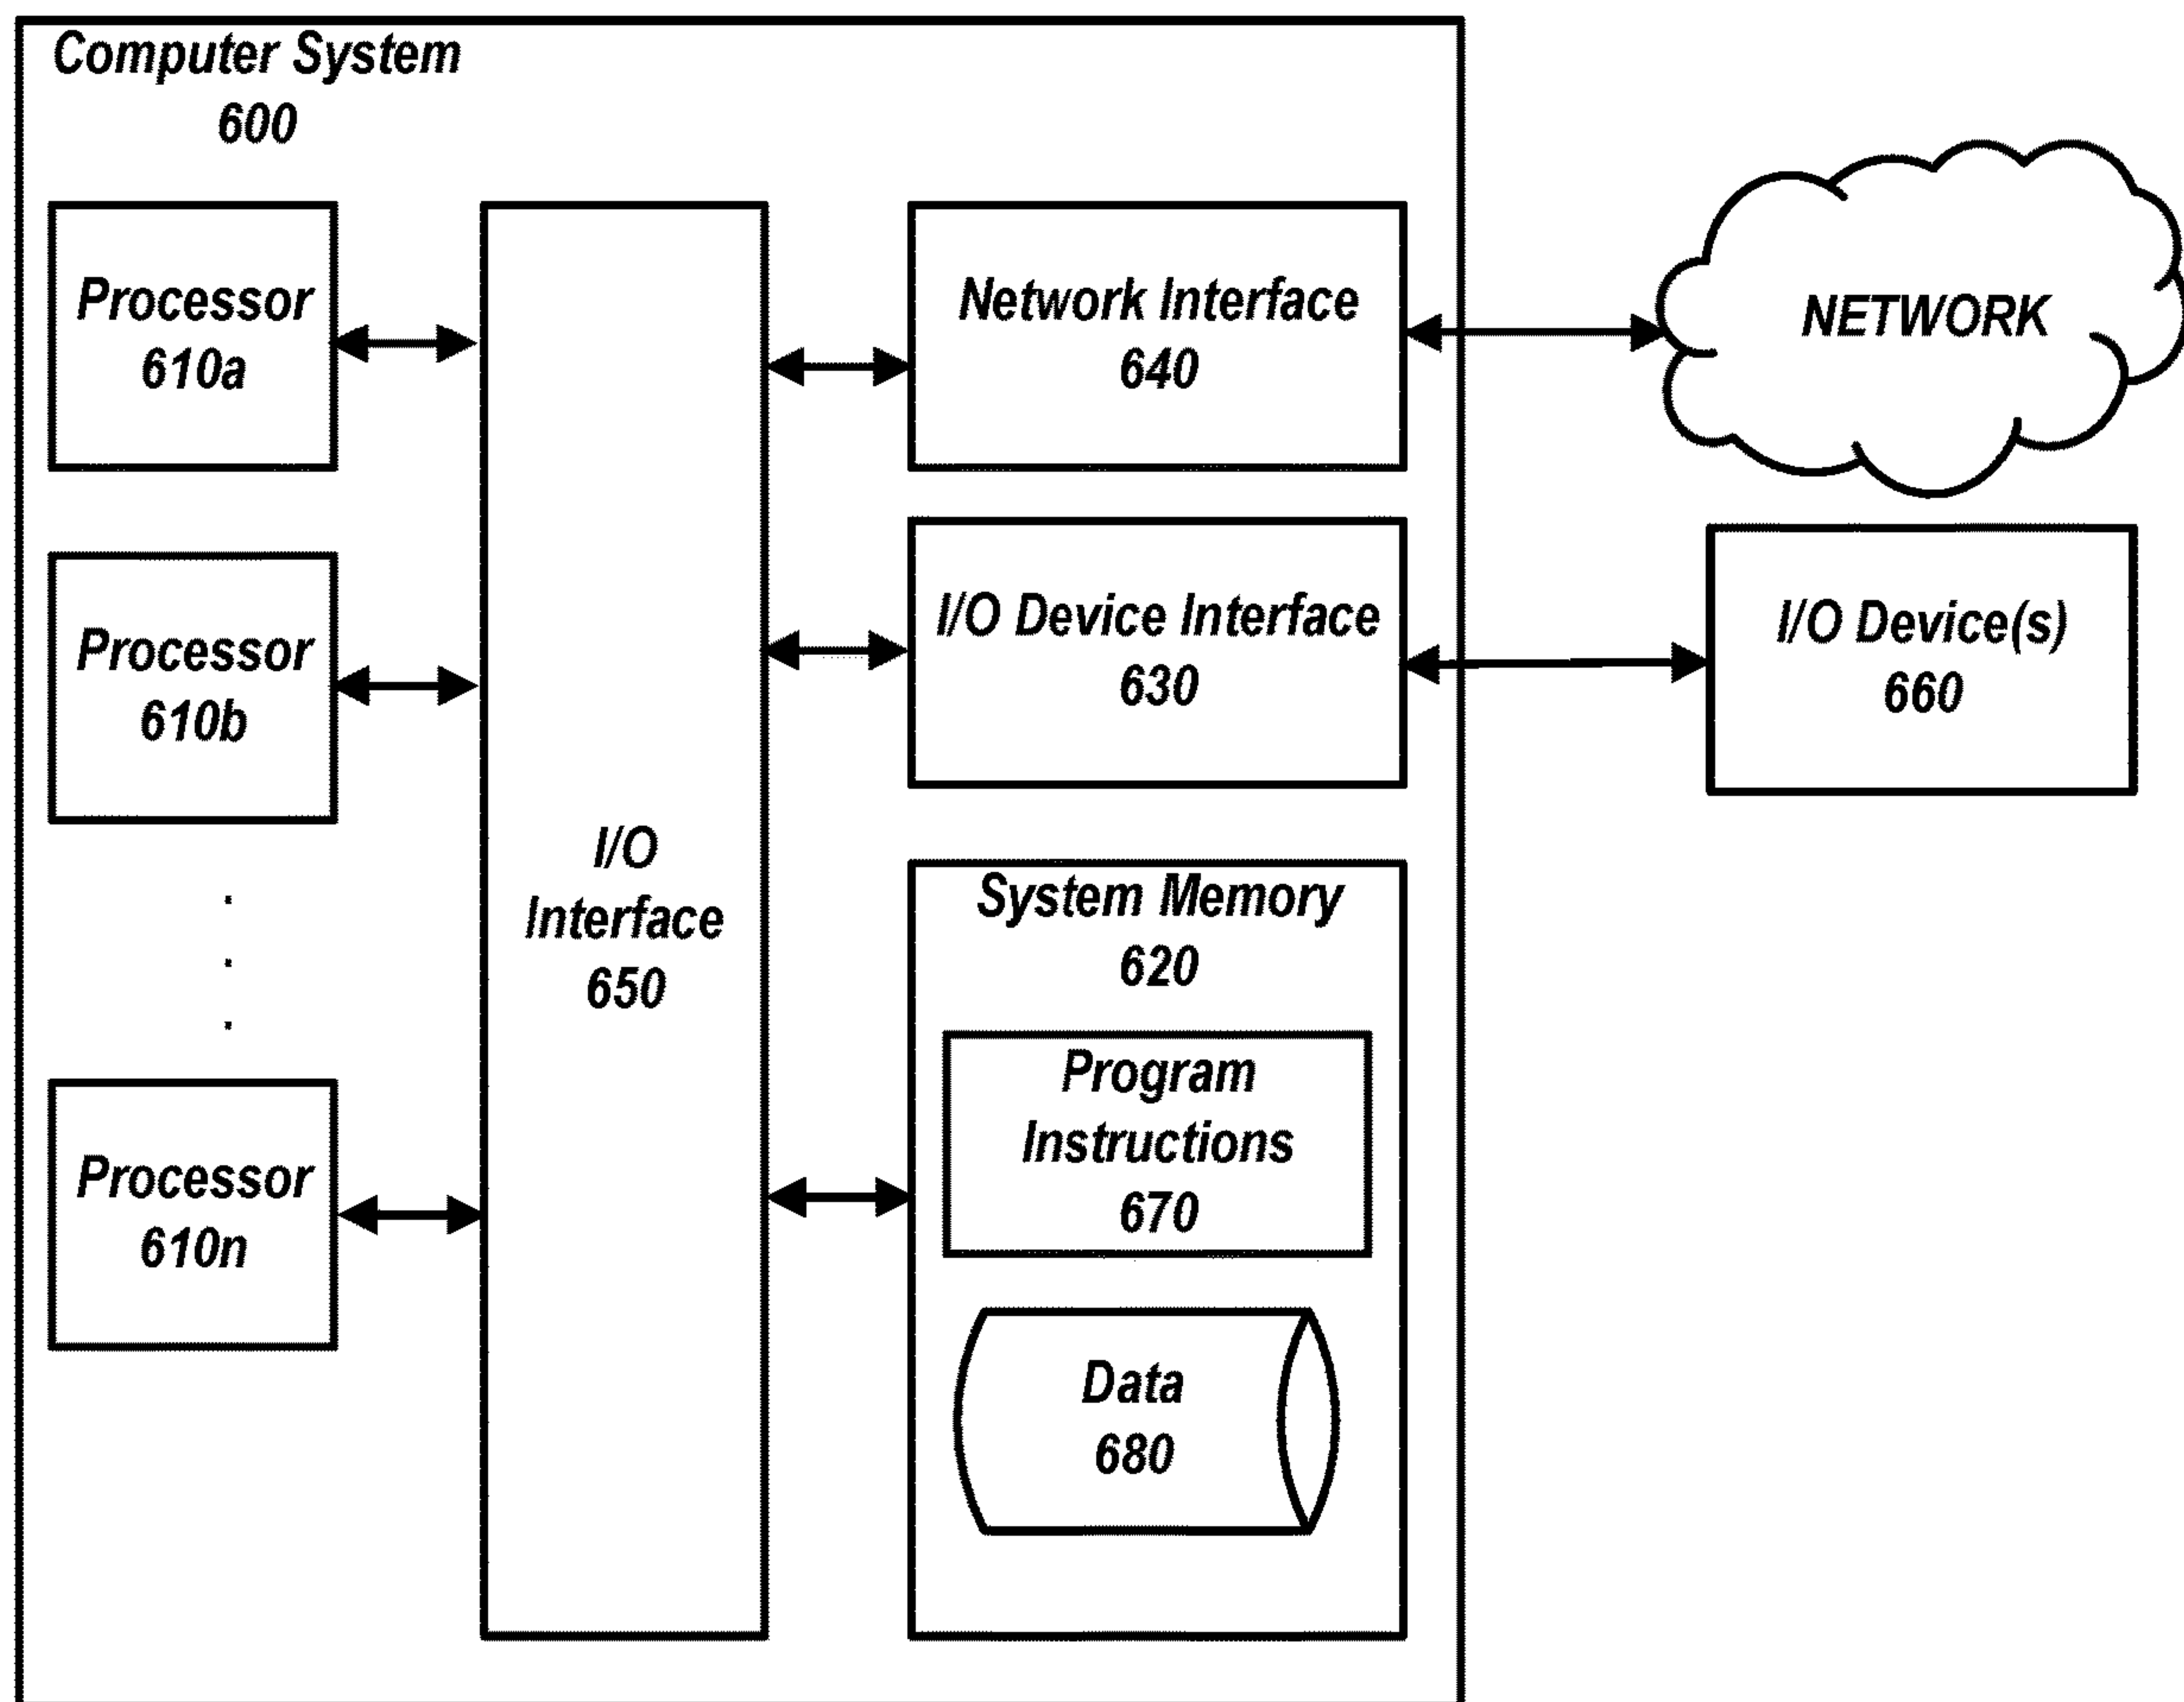 Computer System
600
Processor
610a
Processor
610b
.
.
.
Processor
610n
I/O
Interface
650
Network Interface
640
I/O Device Interface
630
System Memory
620
Program
Instructions
670
Data
680
NETWORK
I/O Device(s)
660